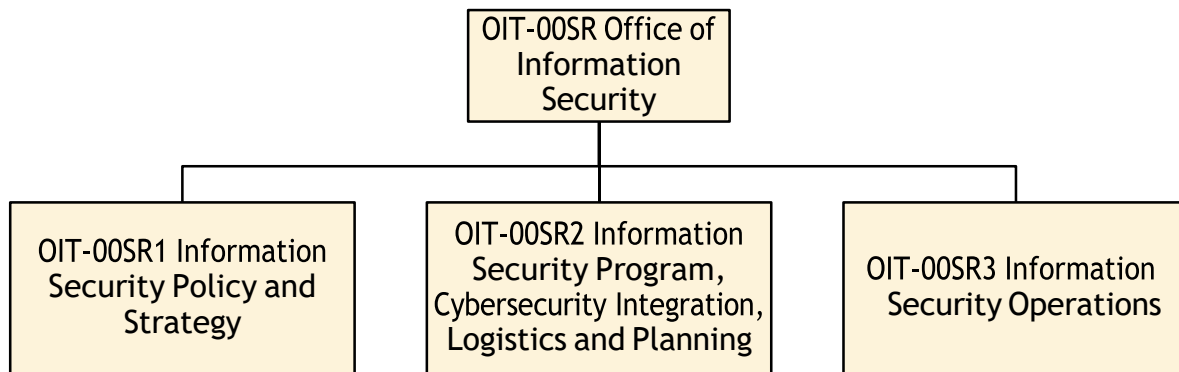 OIT-00SR Office of
Information
Security
OIT-00SR1 Information
Security Policy and
Strategy
OIT-00SR2 Information
Security Program,
Cybersecurity Integration,
Logistics and Planning
OIT-00SR3 Information
Security Operations